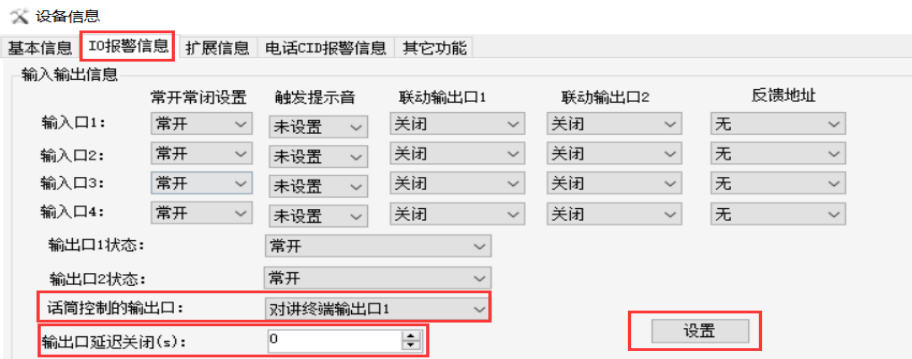 设备信息
基本信息 IO报警信息 扩展信息 电话CID报警信息 其它功能
输入输出信息
常开常闭设置 触发提示音 联动输出口1 联动输出口2 反馈地址
输入口1: 常开 未设置 关闭 关闭 无
输入口2: 常开 未设置 关闭 关闭 无
输入口3: 常开 未设置 关闭 关闭 无
输入口4: 常开 未设置 关闭 关闭 无
输出口1状态: 常开
输出口2状态: 常开
话筒控制的输出口: 对讲终端输出口1
输出口延迟关闭(s): 0 设置